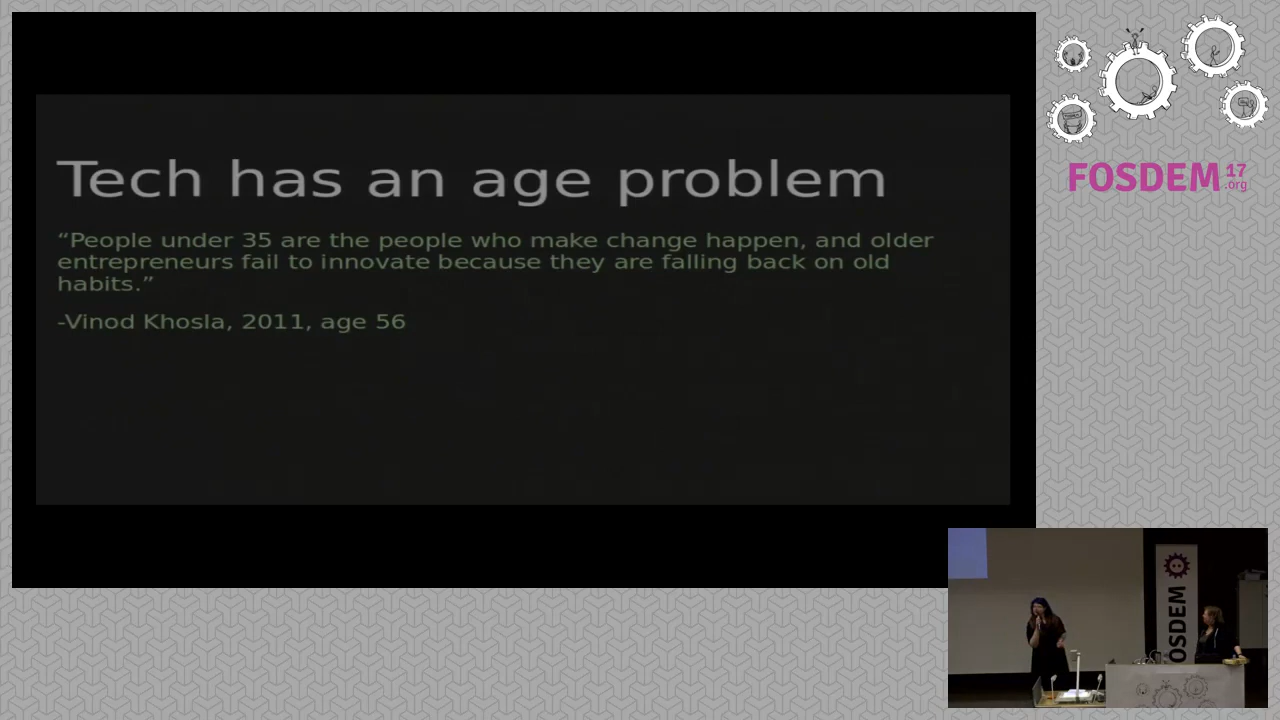 Tech has an age problem
“People under 35 are the people who make change happen, and older
entrepreneurs fail to innovate because they are falling back on old
habits.”
-Vinod Khosla, 2011, age 56
FOSDEM 17
.org
OSDEM